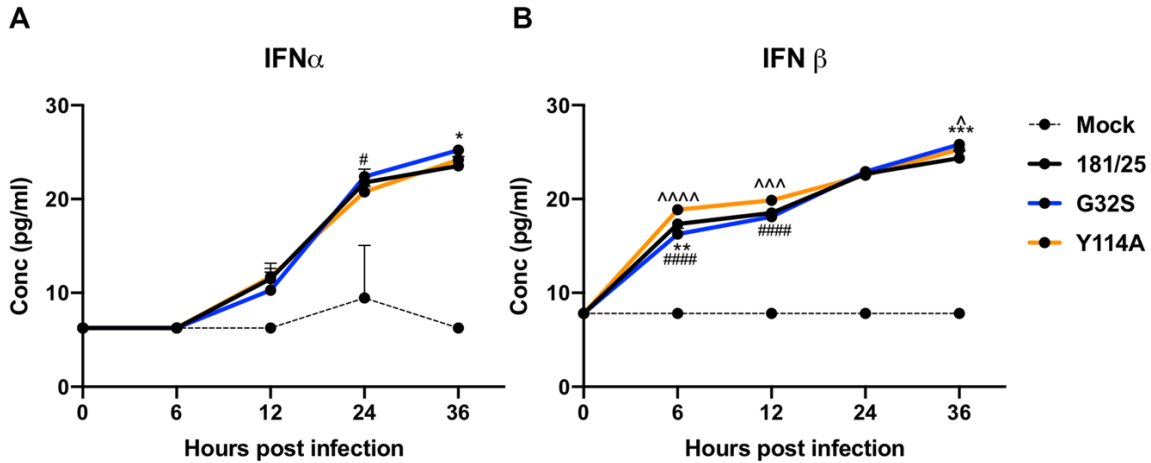 A
IFNα
Conc (pg/ml)
30
20
10
0
#
*
0 6 12 24 36
Hours post infection
B
IFN β
Conc (pg/ml)
30
20
10
0
^^^^
**
####
^^^
####
^
***
0 6 12 24 36
Hours post infection
Mock
181/25
G32S
Y114A